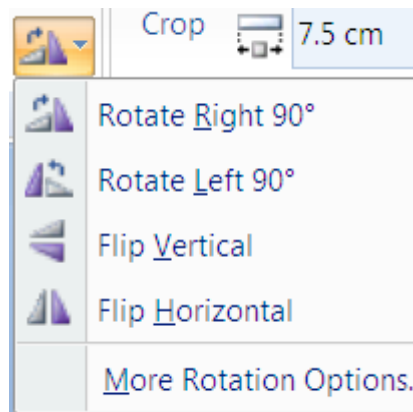 Crop
7.5 cm
Rotate Right 90°
Rotate Left 90°
Flip Vertical
Flip Horizontal
More Rotation Options.